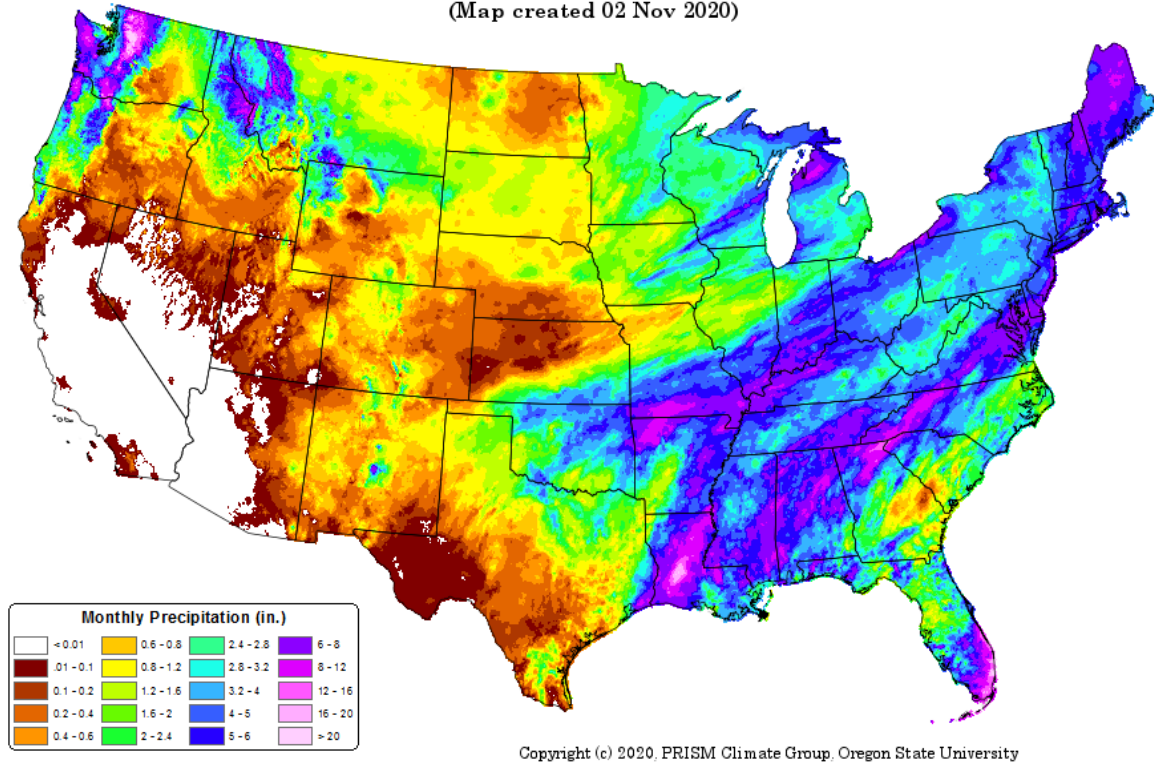 (Map created 02 Nov 2020)
Monthly Precipitation (in.)
<0.01 0.6 - 0.8 2.4 - 2.8 6 - 8
.01 - 0.1 0.8 - 1.2 2.8 - 3.2 8 - 12
0.1 - 0.2 1.2 - 1.6 3.2 - 4 12 - 16
0.2 - 0.4 1.6 - 2 4 - 5 16 - 20
0.4 - 0.6 2 - 2.4 5 - 6 > 20
Copyright (c) 2020, PRISM Climate Group, Oregon State University